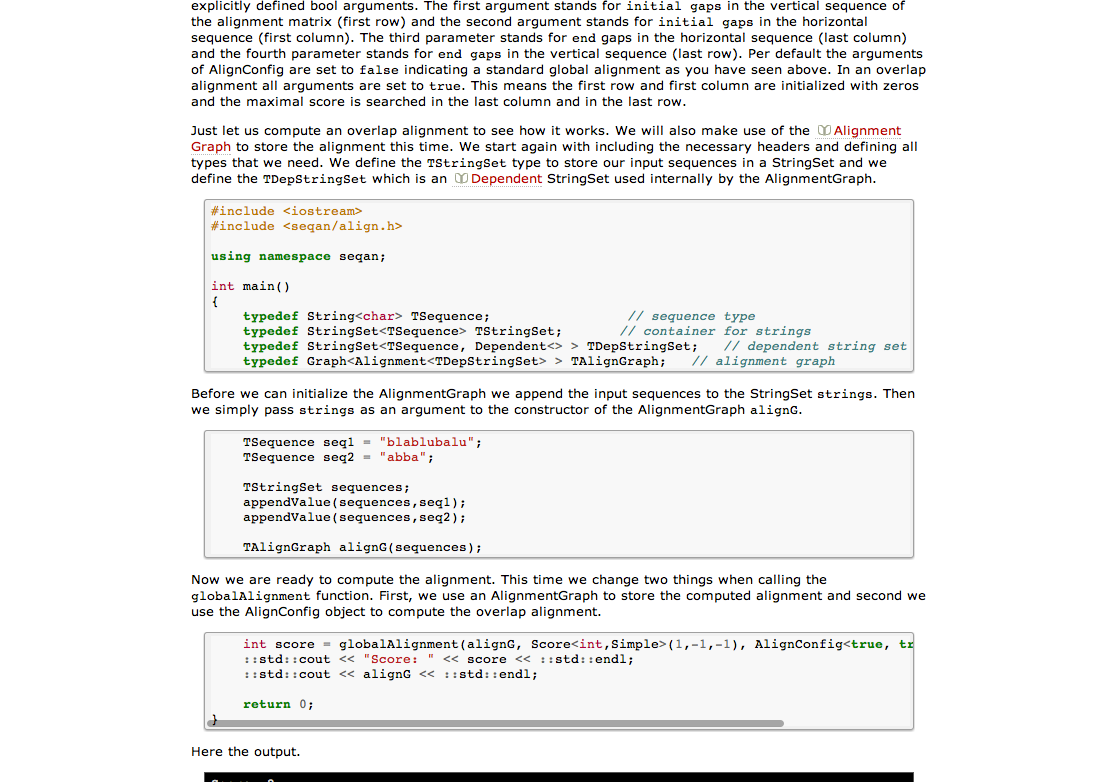 explicitly defined bool arguments. The first argument stands for initial gaps in the vertical sequence of
the alignment matrix (first row) and the second argument stands for initial gaps in the horizontal
sequence (first column). The third parameter stands for end gaps in the horizontal sequence (last column)
and the fourth parameter stands for end gaps in the vertical sequence (last row). Per default the arguments
of AlignConfig are set to false indicating a standard global alignment as you have seen above. In an overlap
alignment all arguments are set to true. This means the first row and first column are initialized with zeros
and the maximal score is searched in the last column and in the last row.
Just let us compute an overlap alignment to see how it works. We will also make use of the Alignment
Graph to store the alignment this time. We start again with including the necessary headers and defining all
types that we need. We define the TStringSet type to store our input sequences in a StringSet and we
define the TDepStringSet which is an Dependent StringSet used internally by the AlignmentGraph.
#include <iostream>
#include <seqan/align.h>
using namespace seqan;
int main()
{
typedef String<char> TSequence; // sequence type
typedef StringSet<TSequence> TStringSet; // container for strings
typedef StringSet<TSequence, Dependent<> > TDepStringSet; // dependent string set
typedef Graph<Alignment<TDepStringSet> > TAlignGraph; // alignment graph
Before we can initialize the AlignmentGraph we append the input sequences to the StringSet strings. Then
we simply pass strings as an argument to the constructor of the AlignmentGraph alignG.
TSequence seq1 = "blablubalu";
TSequence seq2 = "abba";
TStringSet sequences;
appendValue(sequences,seq1);
appendValue(sequences,seq2);
TAlignGraph alignG(sequences);
Now we are ready to compute the alignment. This time we change two things when calling the
globalAlignment function. First, we use an AlignmentGraph to store the computed alignment and second we
use the AlignConfig object to compute the overlap alignment.
int score = globalAlignment(alignG, Score<int,Simple>(1,-1,-1), AlignConfig<true, tr
::std::cout << "Score: " << score << ::std::endl;
::std::cout << alignG << ::std::endl;
return 0;
}
Here the output.